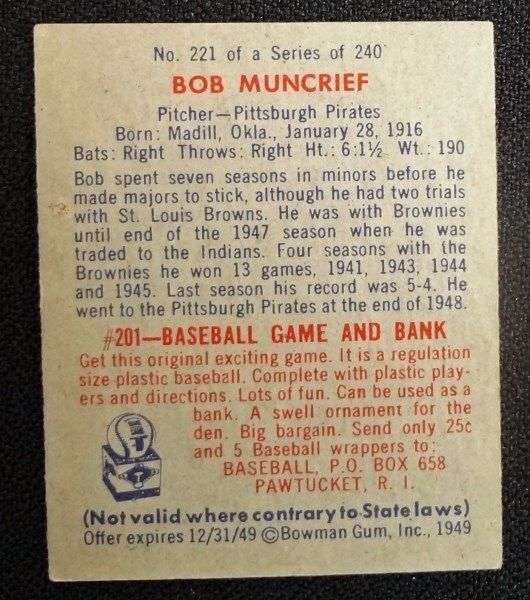 No. 221 of a Series of 240
BOB MUNCRIEF
Pitcher—Pittsburgh Pirates
Born: Madill, Okla., January 28, 1916
Bats: Right Throws: Right Ht.: 6:1½ Wt.: 190
Bob spent seven seasons in minors before he
made majors to stick, although he had two trials
with St. Louis Browns. He was with Brownies
until end of the 1947 season when he was
traded to the Indians. Four seasons with the
Brownies he won 13 games, 1941, 1943, 1944
and 1945. Last season his record was 5-4. He
went to the Pittsburgh Pirates at the end of 1948.
#201—BASEBALL GAME AND BANK
Get this original exciting game. It is a regulation
size plastic baseball. Complete with plastic play-
ers and directions. Lots of fun. Can be used as a
bank. A swell ornament for the
den. Big bargain. Send only 25c
and 5 Baseball wrappers to:
BASEBALL, P.O. BOX 658
PAWTUCKET, R. I.
(Not valid where contrary to State laws)
Offer expires 12/31/49 ©Bowman Gum, Inc., 1949